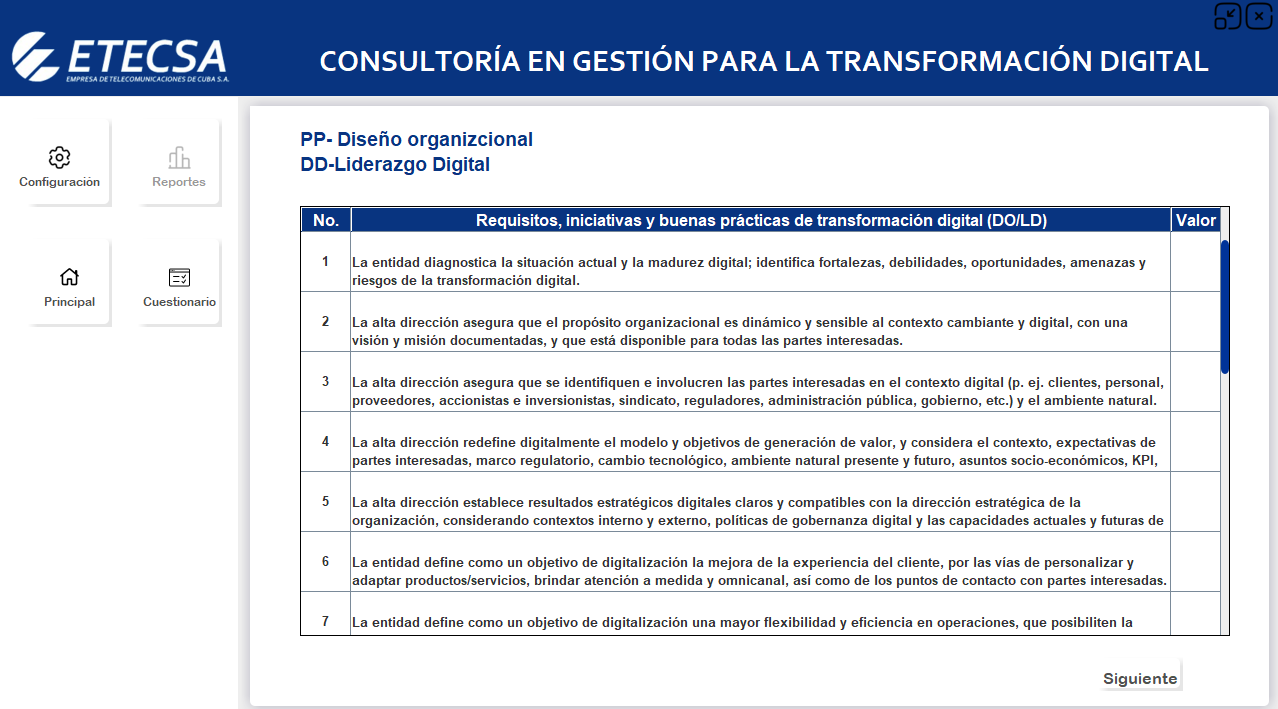 ETECSA
EMPRESA DE TELECOMUNICACIONES DE CUBA S.A.
CONSULTORÍA EN GESTIÓN PARA LA TRANSFORMACIÓN DIGITAL
Configuración
Reportes
Principal
Cuestionario
PP- Diseño organizcional
DD-Liderazgo Digital
No. Requisitos, iniciativas y buenas prácticas de transformación digital (DO/LD) Valor
1 La entidad diagnostica la situación actual y la madurez digital; identifica fortalezas, debilidades, oportunidades, amenazas y
riesgos de la transformación digital.
2 La alta dirección asegura que el propósito organizacional es dinámico y sensible al contexto cambiante y digital, con una
visión y misión documentadas, y que está disponible para todas las partes interesadas.
3 La alta dirección asegura que se identifiquen e involucren las partes interesadas en el contexto digital (p. ej. clientes, personal,
proveedores, accionistas e inversionistas, sindicato, reguladores, administración pública, gobierno, etc.) y el ambiente natural.
4 La alta dirección redefine digitalmente el modelo y objetivos de generación de valor, y considera el contexto, expectativas de
partes interesadas, marco regulatorio, cambio tecnológico, ambiente natural presente y futuro, asuntos socio-económicos, KPI,
5 La alta dirección establece resultados estratégicos digitales claros y compatibles con la dirección estratégica de la
organización, considerando contextos interno y externo, políticas de gobernanza digital y las capacidades actuales y futuras de
6 La entidad define como un objetivo de digitalización la mejora de la experiencia del cliente, por las vías de personalizar y
adaptar productos/servicios, brindar atención a medida y omnicanal, así como de los puntos de contacto con partes interesadas.
7 La entidad define como un objetivo de digitalización una mayor flexibilidad y eficiencia en operaciones, que posibiliten la
Siguiente